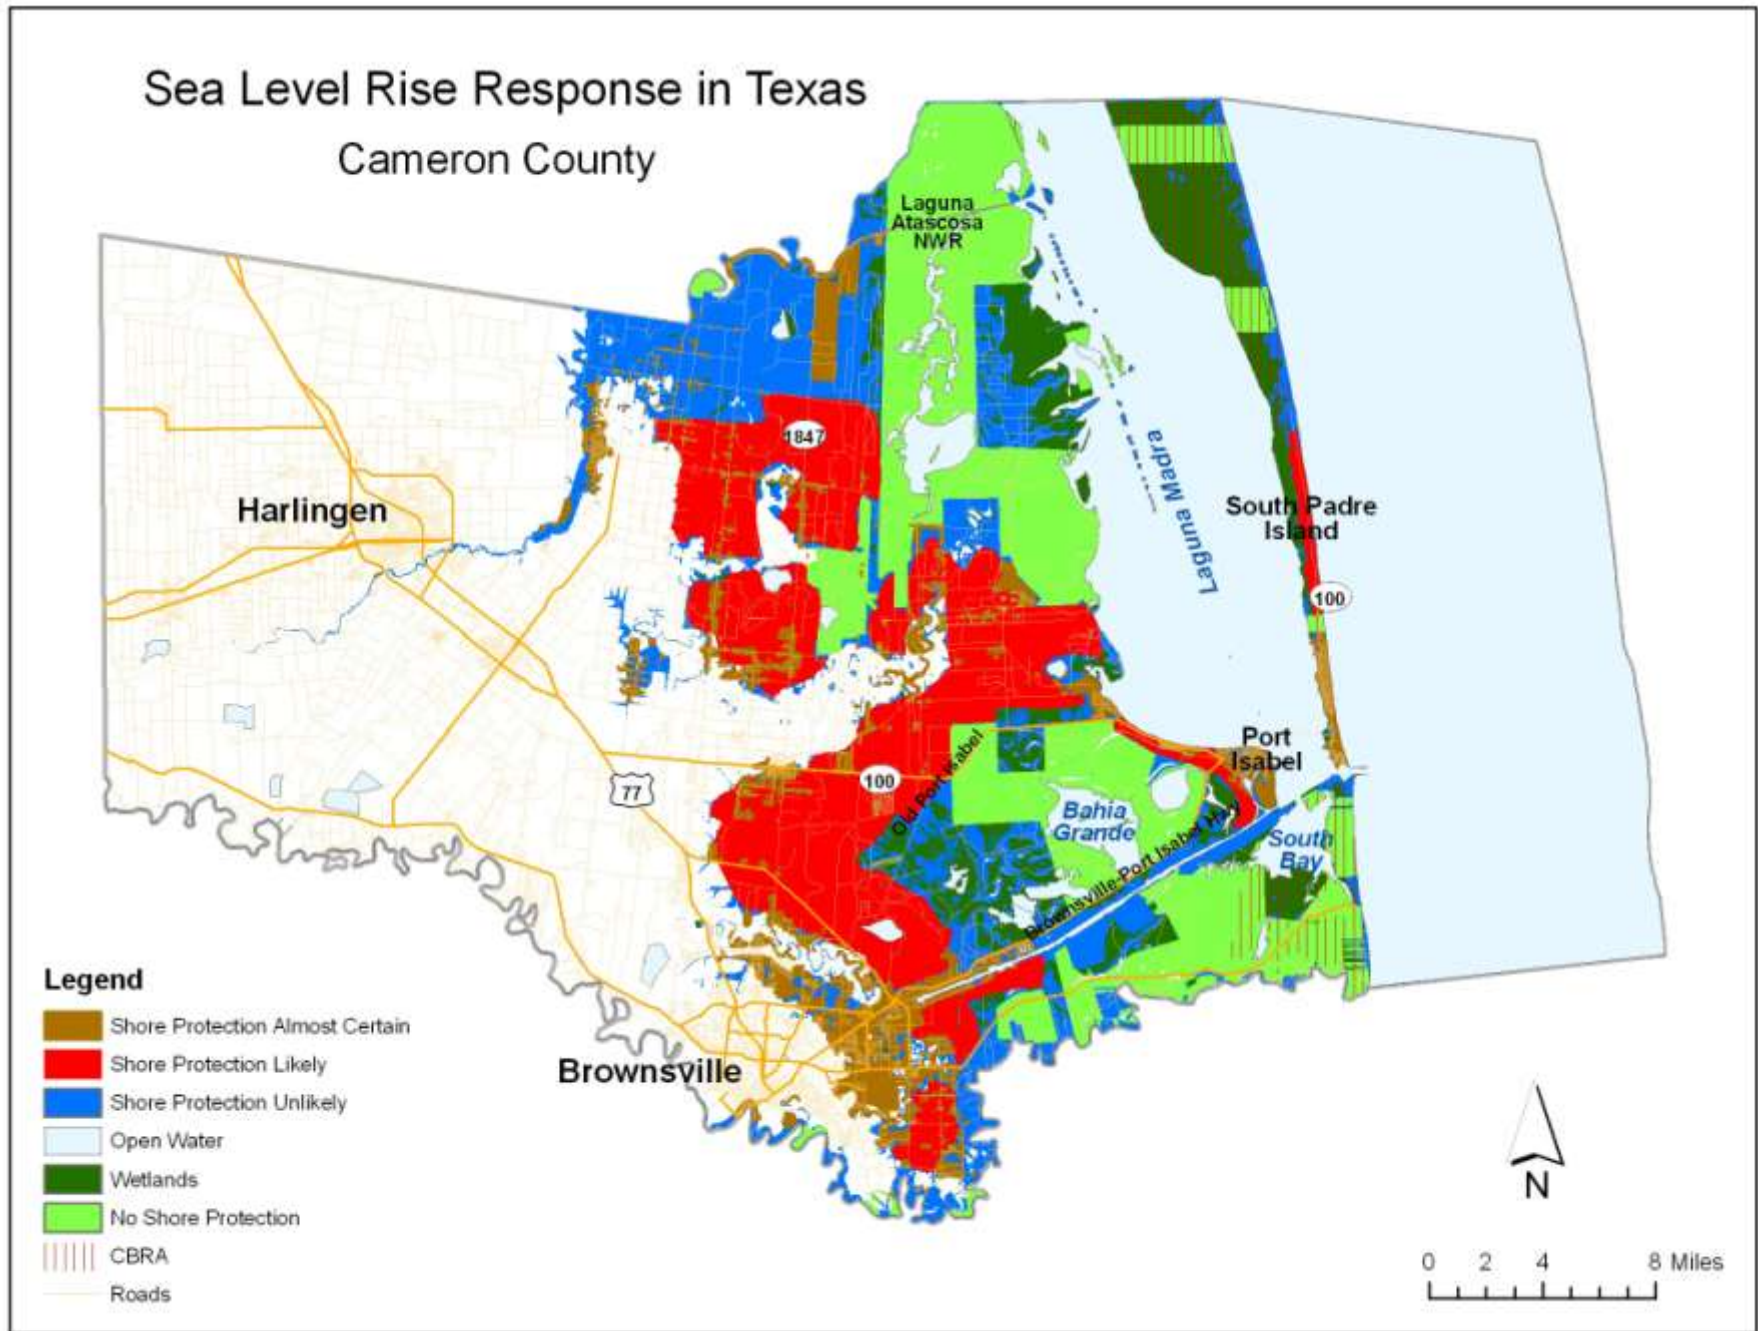 Sea Level Rise Response in Texas
Cameron County
Laguna
Atascosa
NWR
1847
Harlingen
Laguna Madra
South Padre
Island
100
Port
Isabel
100
Old Port Isabel
77
Bahia
Grande
Brownsville-Port Isabel Hwy
South
Bay
Brownsville
Legend
Shore Protection Almost Certain
Shore Protection Likely
Shore Protection Unlikely
Open Water
Wetlands
No Shore Protection
CBRA
Roads
N
0 2 4 8 Miles